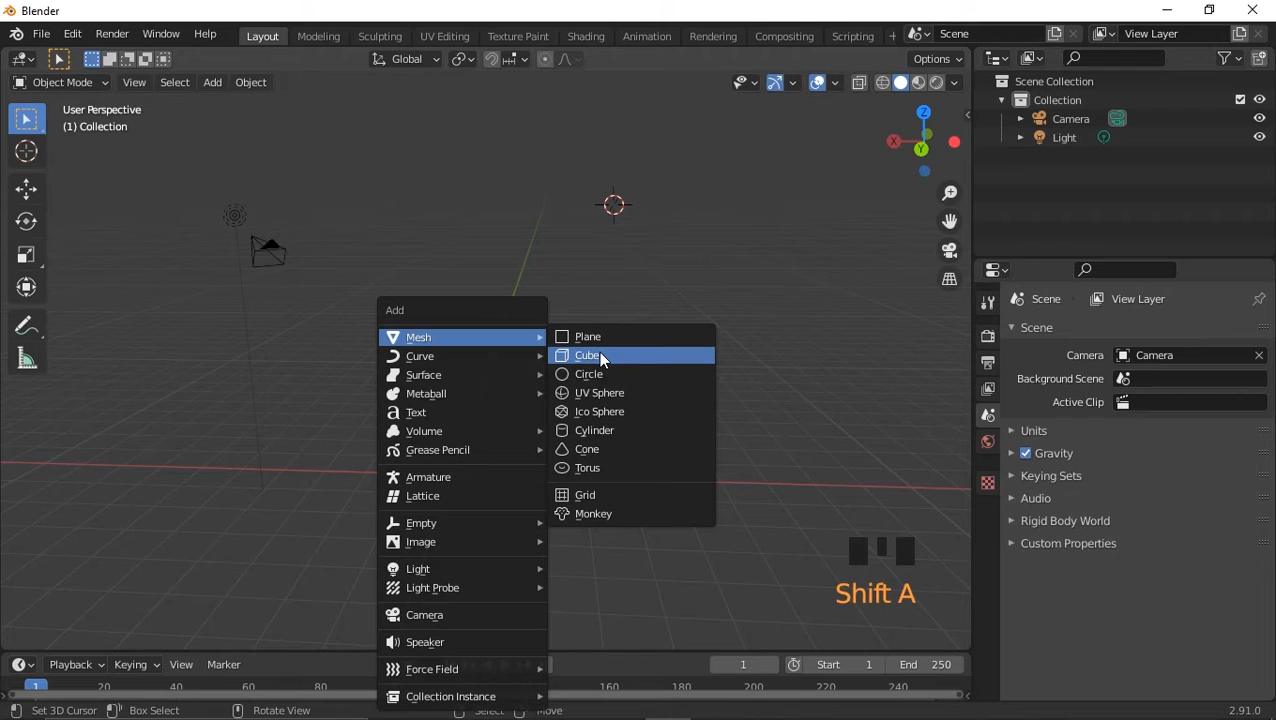 Blender
File Edit Render Window Help Layout Modeling Sculpting UV Editing Texture Paint Shading Animation Rendering Compositing Scripting + Scene View Layer
Global Options
Object Mode View Select Add Object
User Perspective
(1) Collection
Z
X
Y
Scene Collection
Collection
Camera
Light
Scene View Layer
Scene
Camera Camera
Background Scene
Active Clip
Units
Gravity
Keying Sets
Audio
Rigid Body World
Custom Properties
Add
Mesh
Curve
Surface
Metaball
Text
Volume
Grease Pencil
Armature
Lattice
Empty
Image
Light
Light Probe
Camera
Speaker
Force Field
Collection Instance
Plane
Cube
Circle
UV Sphere
Ico Sphere
Cylinder
Cone
Torus
Grid
Monkey
Shift A
Playback Keying View Marker 1 Start 1 End 250
1 20 40 60 80 160 180 200 220 240
Set 3D Cursor Box Select Rotate View Select Move 2.91.0